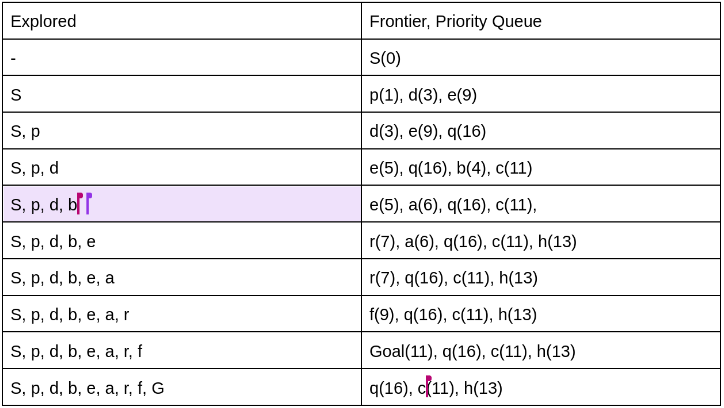 Explored Frontier, Priority Queue
- S(0)
S p(1), d(3), e(9)
S, p d(3), e(9), q(16)
S, p, d e(5), q(16), b(4), c(11)
S, p, d, b e(5), a(6), q(16), c(11),
S, p, d, b, e r(7), a(6), q(16), c(11), h(13)
S, p, d, b, e, a r(7), q(16), c(11), h(13)
S, p, d, b, e, a, r f(9), q(16), c(11), h(13)
S, p, d, b, e, a, r, f Goal(11), q(16), c(11), h(13)
S, p, d, b, e, a, r, f, G q(16), c(11), h(13)